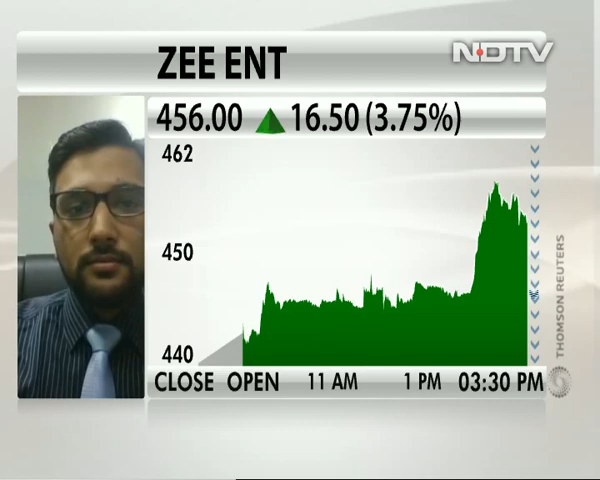 ZEE ENT
NDTV
456.00 16.50 (3.75%)
462
450
440
CLOSE OPEN 11 AM 1 PM 03:30 PM
THOMSON REUTERS